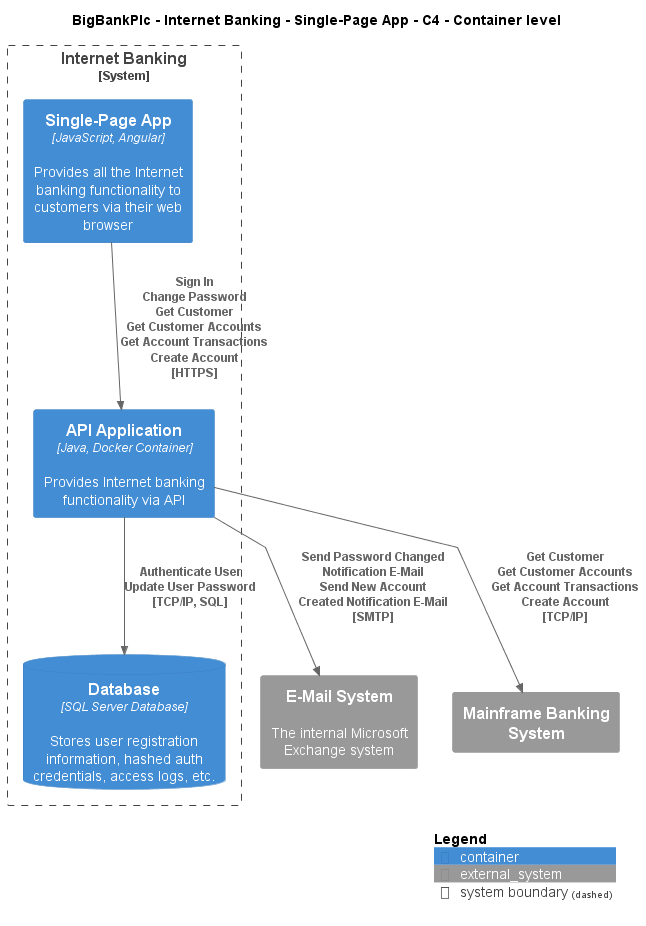 BigBankPlc - Internet Banking - Single-Page App - C4 - Container level
Internet Banking
[System]
Single-Page App
[JavaScript, Angular]
Provides all the Internet
banking functionality to
customers via their web
browser
Sign In
Change Password
Get Customer
Get Customer Accounts
Get Account Transactions
Create Account
[HTTPS]
API Application
[Java, Docker Container]
Provides Internet banking
functionality via API
Authenticate User
Update User Password
[TCP/IP, SQL]
Send Password Changed
Notification E-Mail
Send New Account
Created Notification E-Mail
[SMTP]
Get Customer
Get Customer Accounts
Get Account Transactions
Create Account
[TCP/IP]
Database
[SQL Server Database]
Stores user registration
information, hashed auth
credentials, access logs, etc.
E-Mail System
The internal Microsoft
Exchange system
Mainframe Banking
System
Legend
container
external_system
system boundary (dashed)